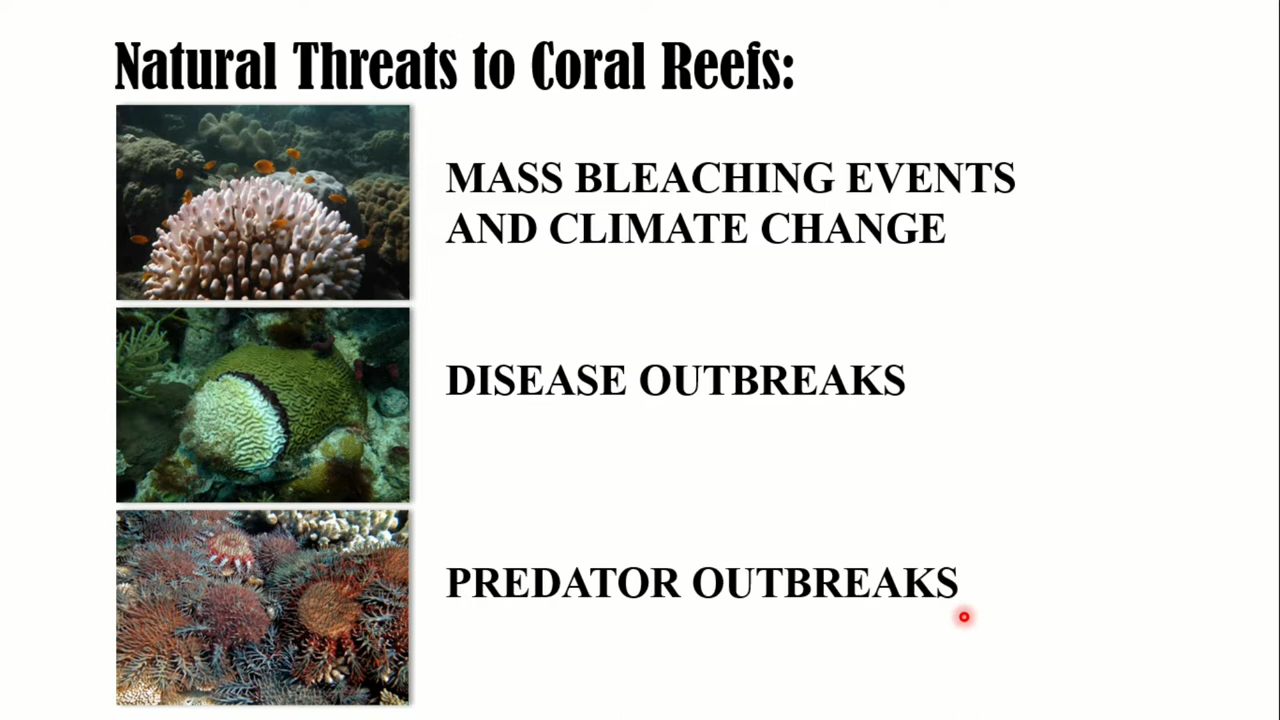 Natural Threats to Coral Reefs:
MASS BLEACHING EVENTS
AND CLIMATE CHANGE
DISEASE OUTBREAKS
PREDATOR OUTBREAKS